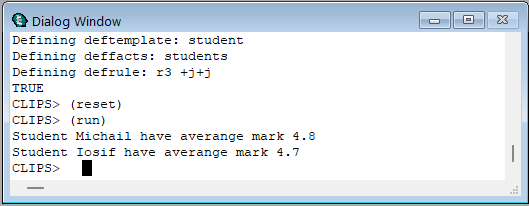 Dialog Window
Defining deftemplate: student
Defining deffacts: students
Defining defrule: r3 +j+j
TRUE
CLIPS> (reset)
CLIPS> (run)
Student Michail have averange mark 4.8
Student Iosif have averange mark 4.7
CLIPS>